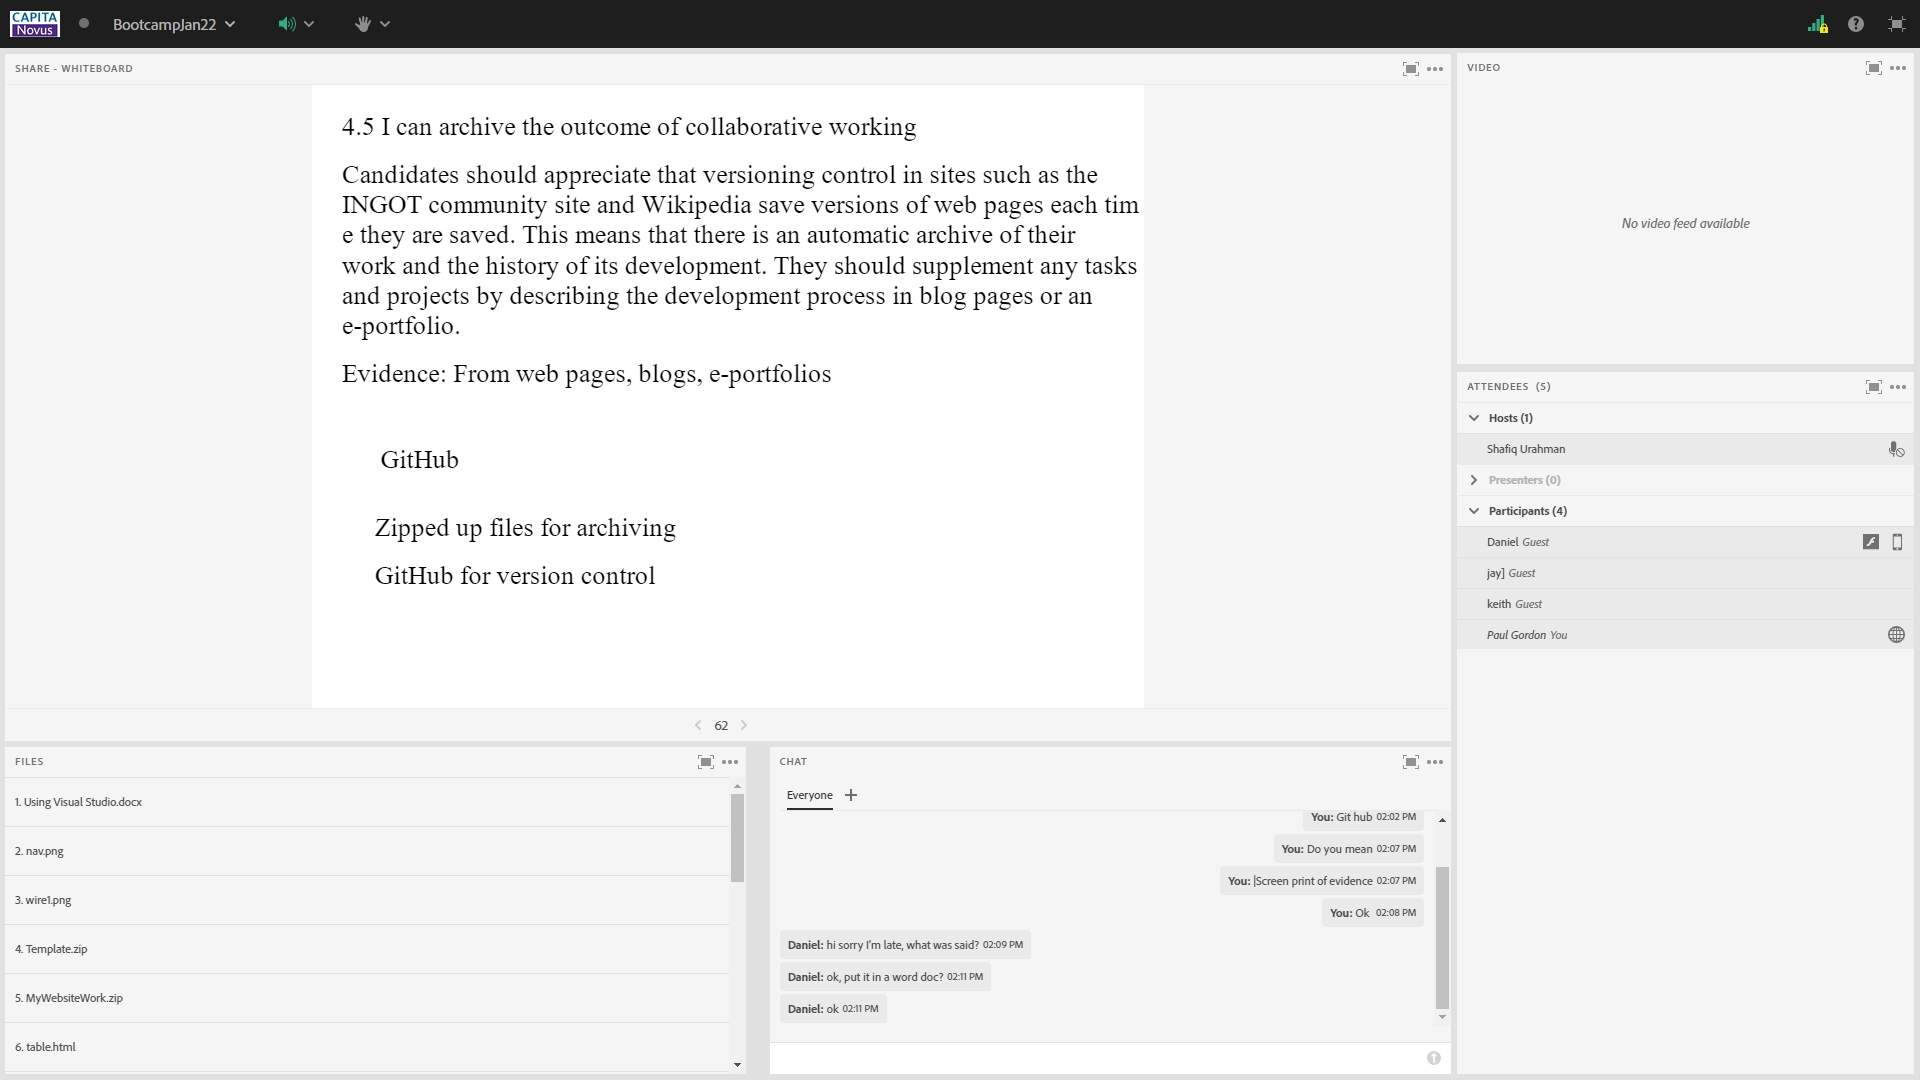 CAPITA
Novus
BootcampJan22
SHARE - WHITEBOARD
4.5 I can archive the outcome of collaborative working
Candidates should appreciate that versioning control in sites such as the
INGOT community site and Wikipedia save versions of web pages each tim
e they are saved. This means that there is an automatic archive of their
work and the history of its development. They should supplement any tasks
and projects by describing the development process in blog pages or an
e-portfolio.
Evidence: From web pages, blogs, e-portfolios
GitHub
Zipped up files for archiving
GitHub for version control
62
VIDEO
No video feed available
ATTENDEES (5)
Hosts (1)
Shafiq Urahman
Presenters (0)
Participants (4)
Daniel Guest
jay] Guest
keith Guest
Paul Gordon You
FILES
1. Using Visual Studio.docx
2. nav.png
3. wire1.png
4. Template.zip
5. MyWebsiteWork.zip
6. table.html
CHAT
Everyone
You: Git hub 02:02 PM
You: Do you mean 02:07 PM
You: |Screen print of evidence 02:07 PM
You: Ok 02:08 PM
Daniel: hi sorry I'm late, what was said? 02:09 PM
Daniel: ok, put it in a word doc? 02:11 PM
Daniel: ok 02:11 PM